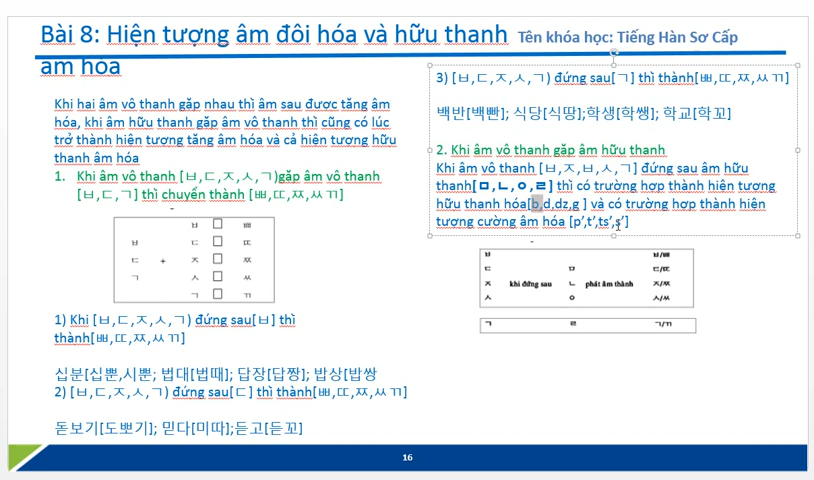 Bài 8: Hiện tượng âm đôi hóa và hữu thanh
âm hóa
Tên khóa học: Tiếng Hàn Sơ Cấp
Khi hai âm vô thanh gặp nhau thì âm sau được tăng âm
hóa, khi âm hữu thanh gặp âm vô thanh thì cũng có lúc
trở thành hiện tượng tăng âm hóa và cả hiện tượng hữu
thanh âm hóa
1. Khi âm vô thanh [ㅂ,ㄷ,ㅈ,ㅅ,ㄱ)gặp âm vô thanh
[ㅂ,ㄷ,ㄱ] thì chuyển thành [ㅃ,ㄸ,ㅉ,ㅆㄲ]
ㅂ ㅃ
ㅂ ㄷ ㄸ
ㄷ + ㅈ ㅉ
ㄱ ㅅ ㅆ
ㄱ ㄲ
1) Khi [ㅂ,ㄷ,ㅈ,ㅅ,ㄱ) đứng sau[ㅂ] thì
thành[ㅃ,ㄸ,ㅉ,ㅆㄲ]
십분[십뿐,시뿐; 법대[법때]; 답장[답짱]; 밥상[밥쌍
2) [ㅂ,ㄷ,ㅈ,ㅅ,ㄱ) đứng sau[ㄷ] thì thành[ㅃ,ㄸ,ㅉ,ㅆㄲ]
돋보기[도뽀기]; 믿다[미따];듣고[듣꼬]
3) [ㅂ,ㄷ,ㅈ,ㅅ,ㄱ) đứng sau[ㄱ] thì thành[ㅃ,ㄸ,ㅉ,ㅆㄲ]
백반[백빤]; 식당[식땅];학생[학쌩]; 학교[학꾜]
2. Khi âm vô thanh gặp âm hữu thanh
Khi âm vô thanh [ㅂ,ㅈ,ㅂ,ㅅ,ㄱ] đứng sau âm hữu
thanh[ㅁ,ㄴ,ㅇ,ㄹ] thì có trường hợp thành hiện tượng
hữu thanh hóa[b,d,dz,g ] và có trường hợp thành hiện
tượng cường âm hóa [p’,t’,ts’,s’]
ㅂ ㅂ/ㅃ
ㄷ ㅁ ㄷ/ㄸ
ㅈ khi đứng sau ㄴ phát âm thành ㅈ/ㅉ
ㅅ ㅇ ㅅ/ㅆ
ㄱ ㄹ ㄱ/ㄲ
16